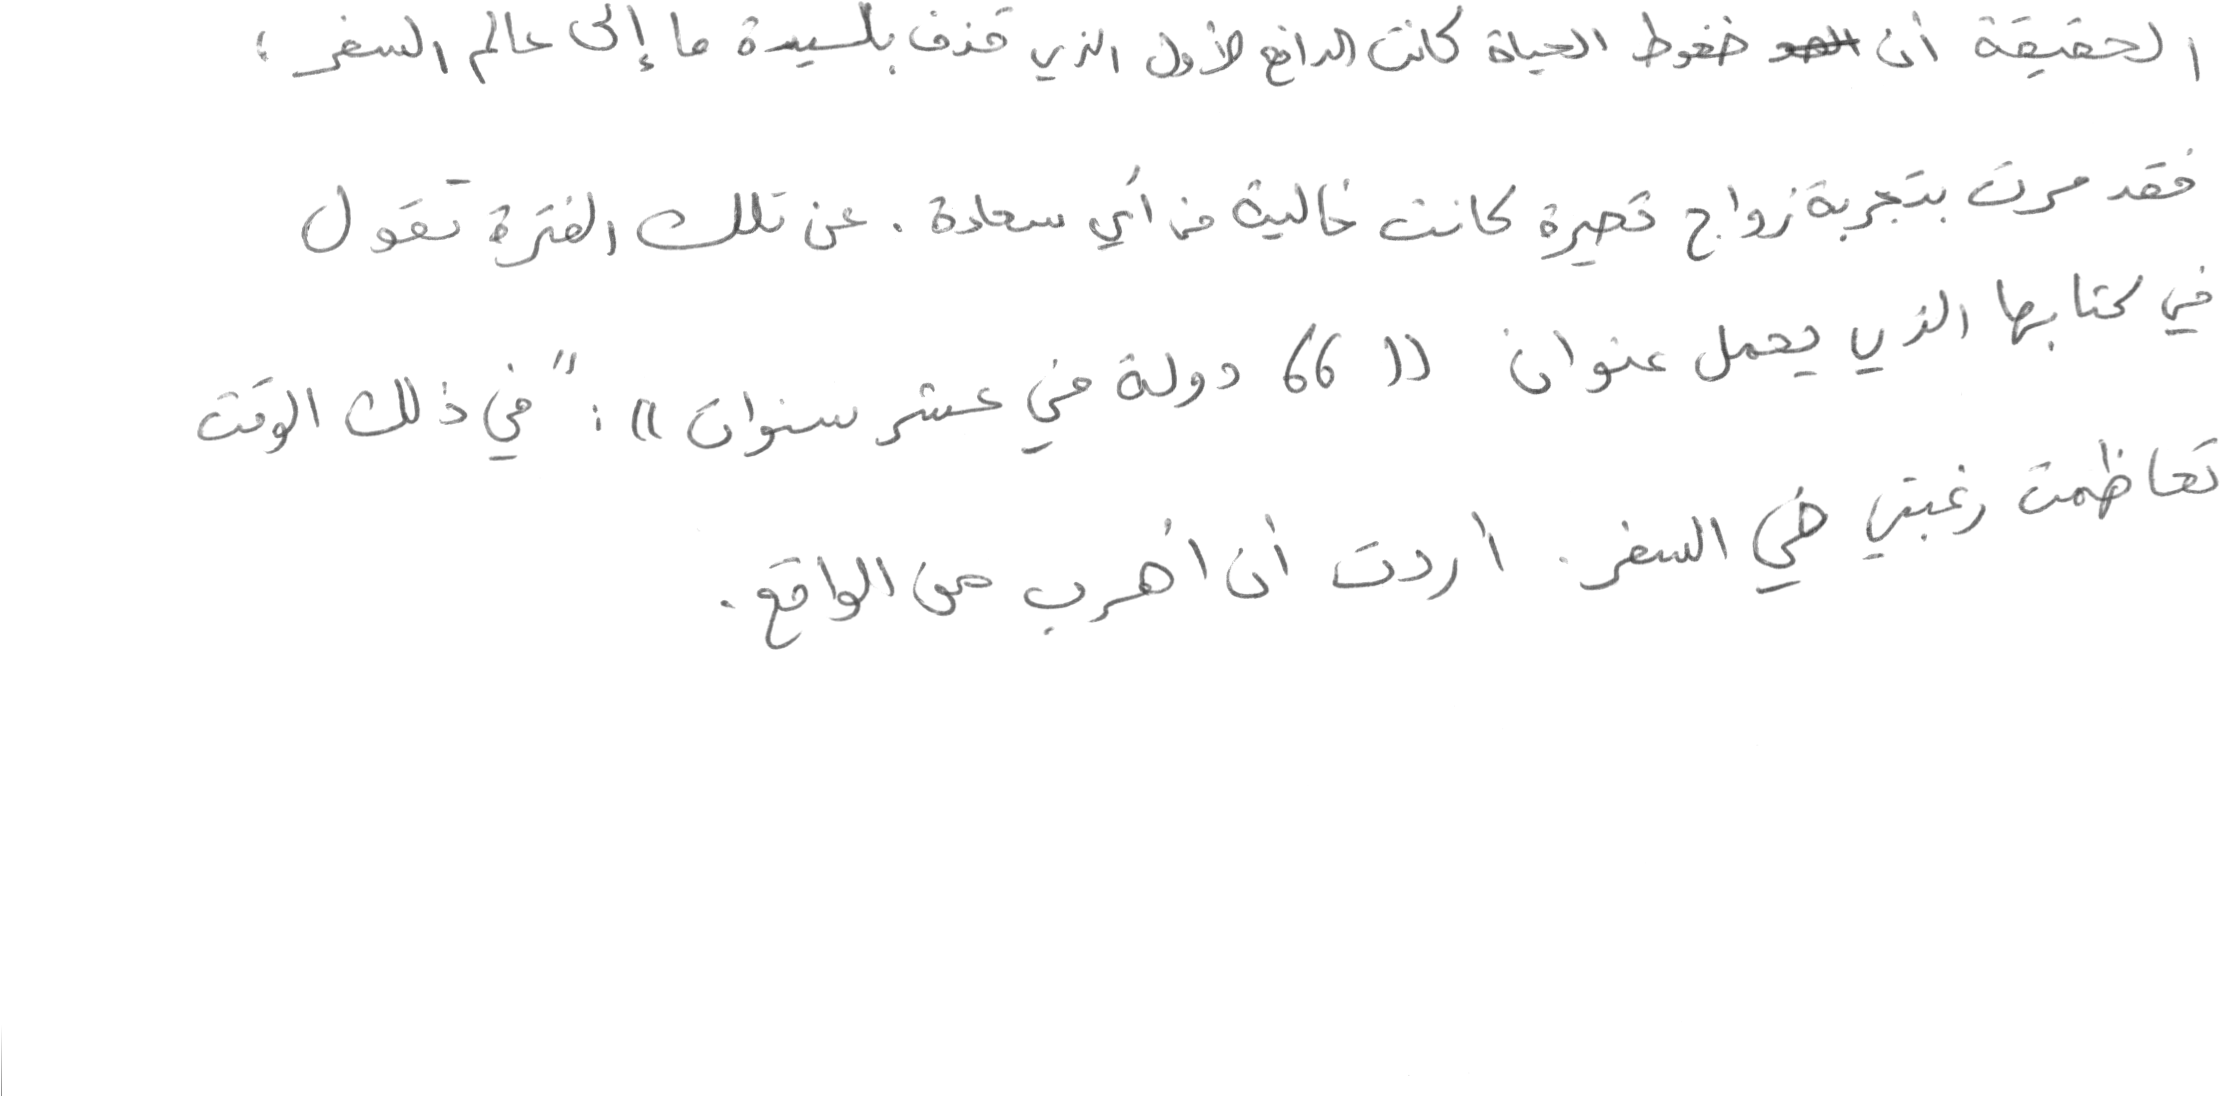 الحقيقة أن ضغوط الحياة كانت الدافع الأول الذي قذف بالسيدة ما إلى عالم السفر،
فقد مرت بتجربة زواج قصيرة كانت خالية من أي سعادة. عن تلك الفترة تقول
في كتابها الذي يحمل عنوان (( 66 دولة في عشر سنوات )): "في ذلك الوقت
تعاظمت رغبتي في السفر. أردت أن أهرب من الواقع.